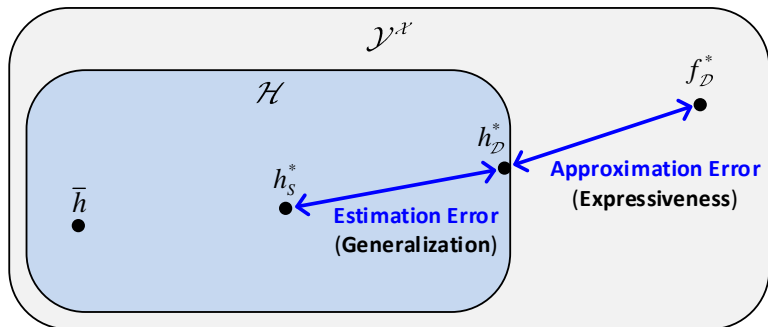 𝒴^𝒳
ℋ
f*_𝒟
h*_𝒟
Approximation Error
(Expressiveness)
h*_S
Estimation Error
(Generalization)
h̅